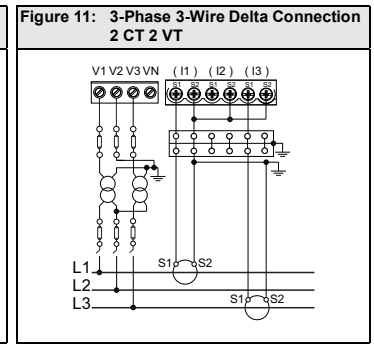 Figure 11: 3-Phase 3-Wire Delta Connection
2 CT 2 VT
V1 V2 V3 VN ( I1 ) ( I2 ) ( I3 )
S1 S2 S1 S2 S1 S2
L1 S1 S2
L2
L3 S1 S2